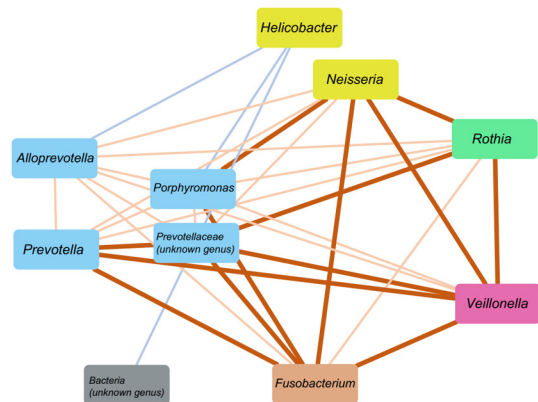 Helicobacter
Neisseria
Rothia
Alloprevotella
Porphyromonas
Prevotella
Prevotellaceae
(unknown genus)
Veillonella
Bacteria
(unknown genus)
Fusobacterium